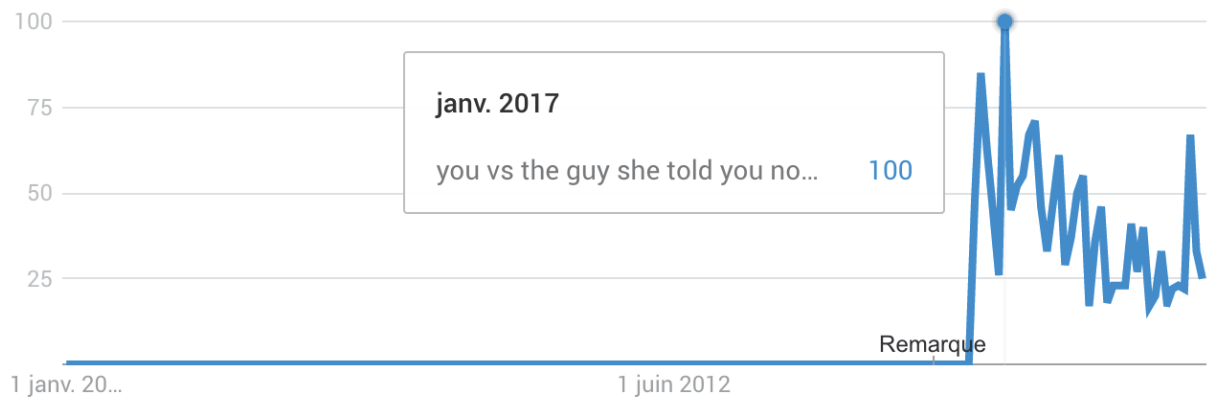 100
75
50
25
janv. 2017
you vs the guy she told you no... 100
Remarque
1 janv. 20...
1 juin 2012